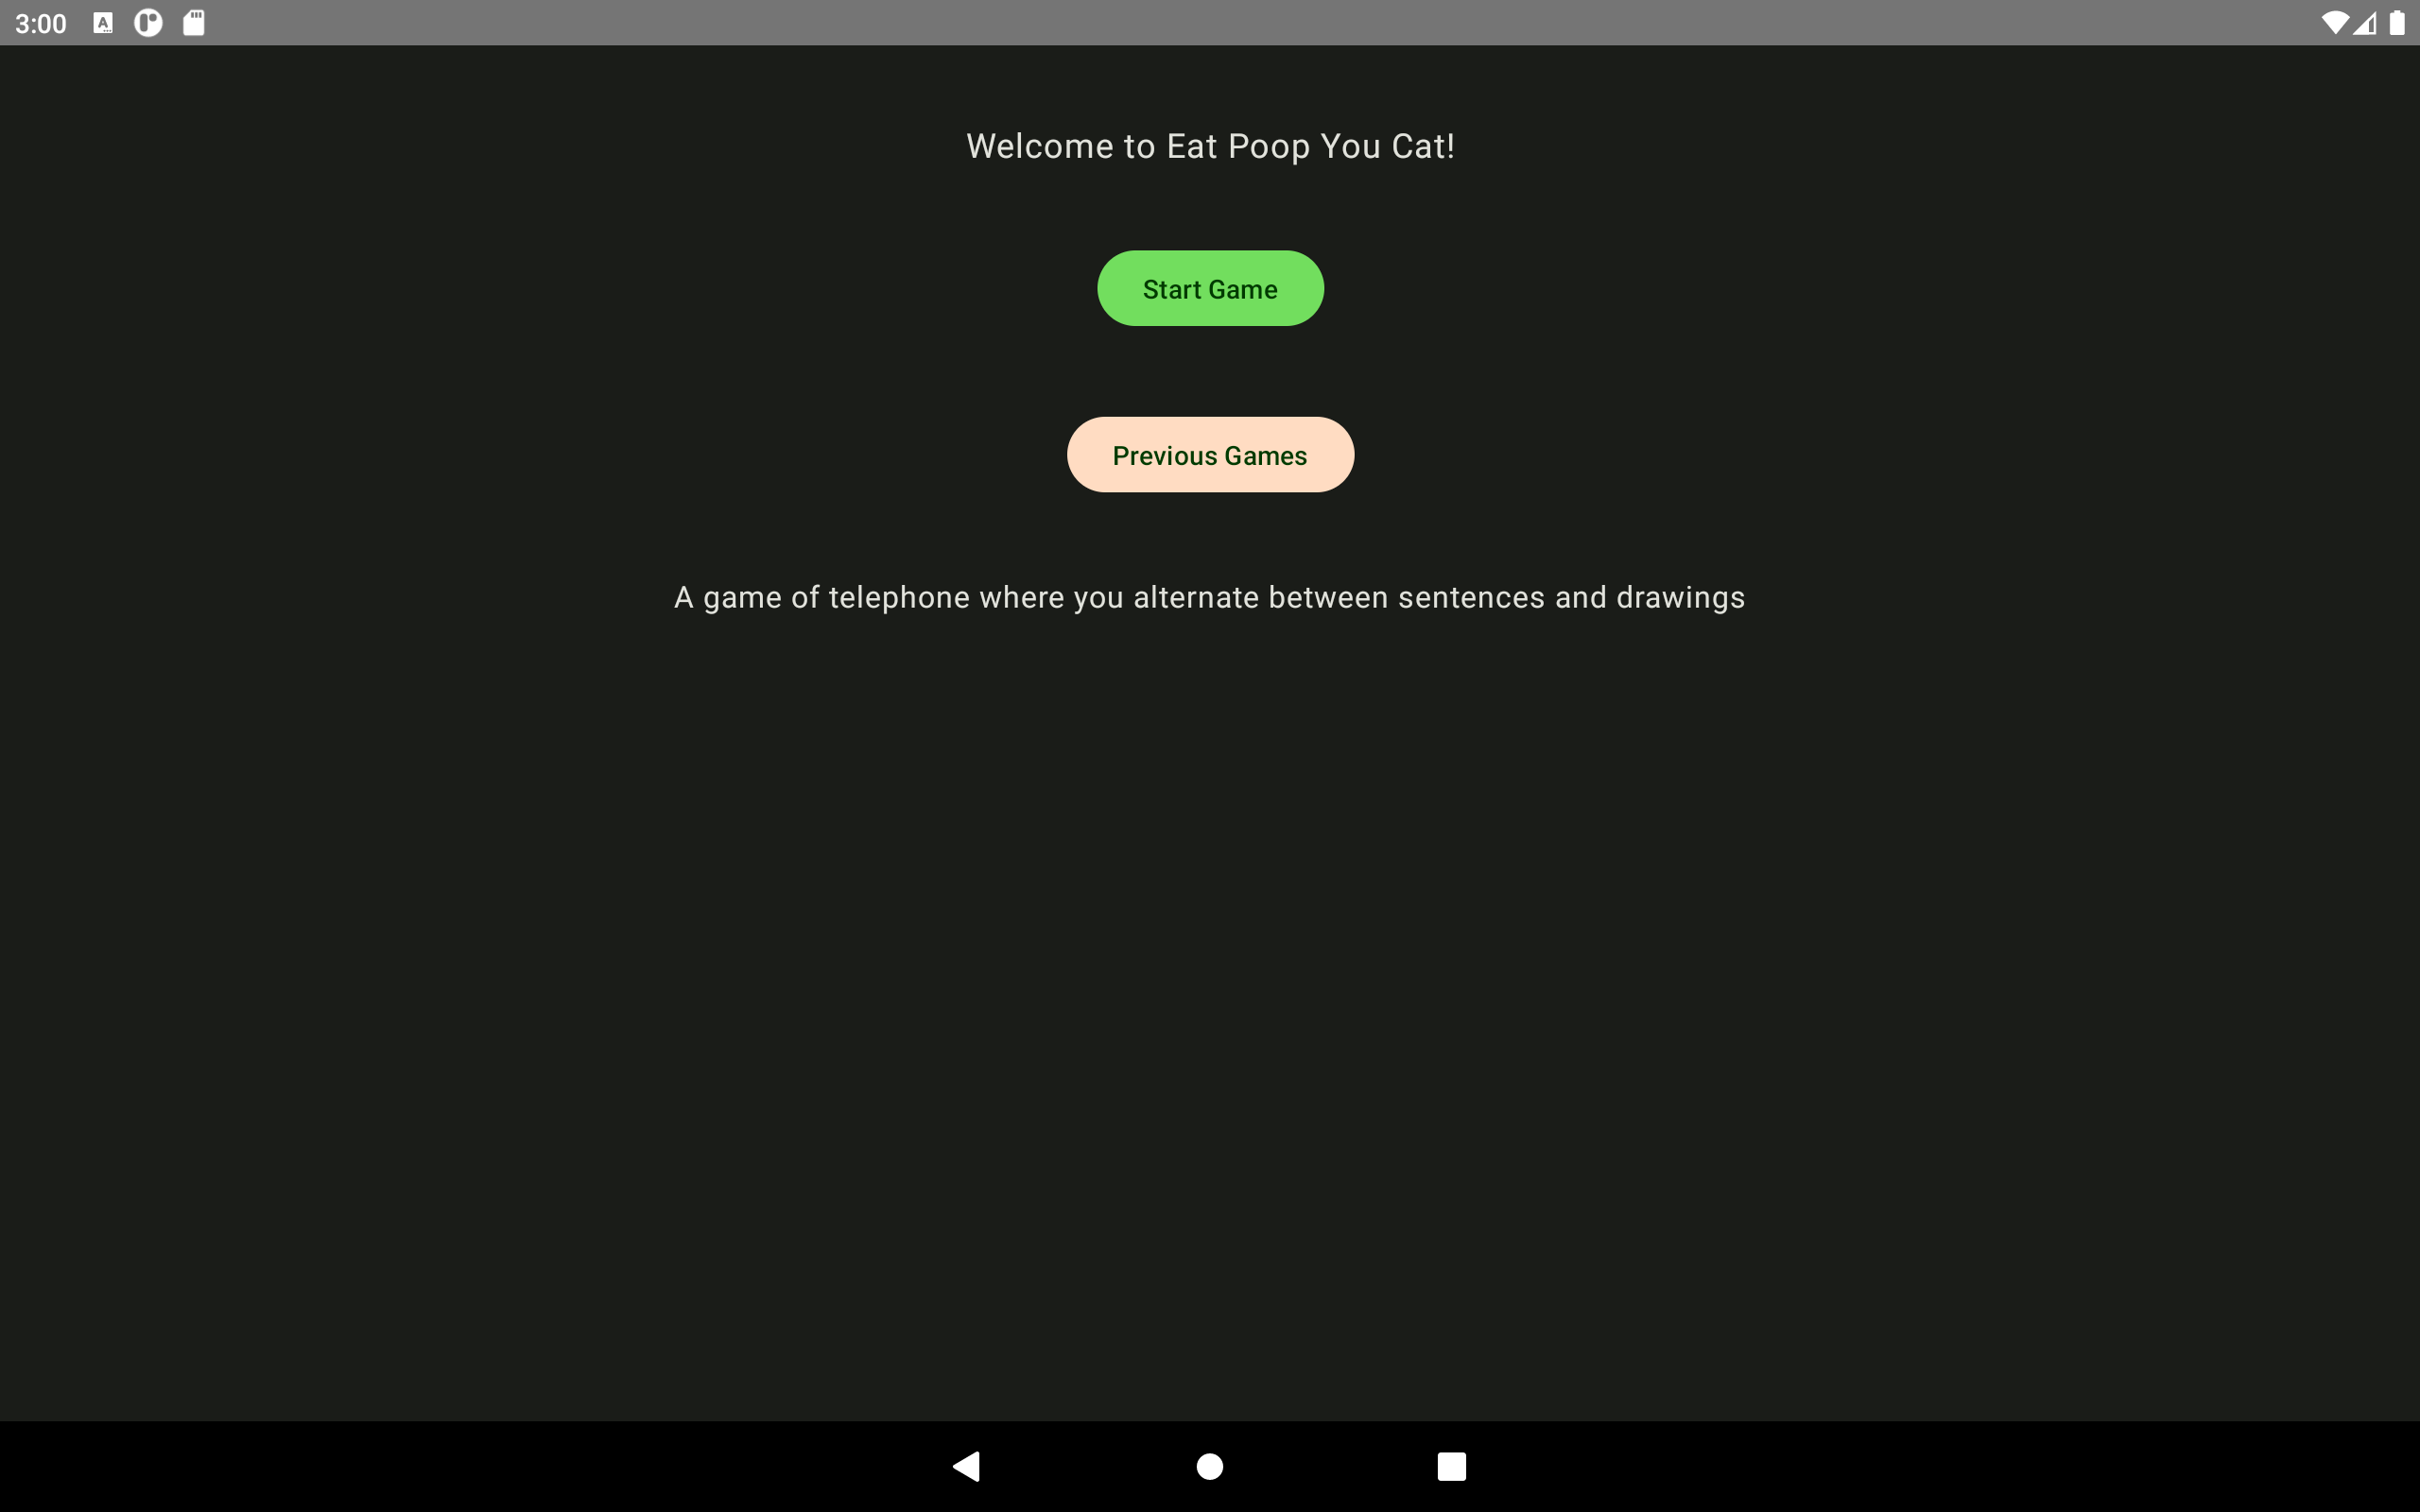 3:00
Welcome to Eat Poop You Cat!
Start Game
Previous Games
A game of telephone where you alternate between sentences and drawings